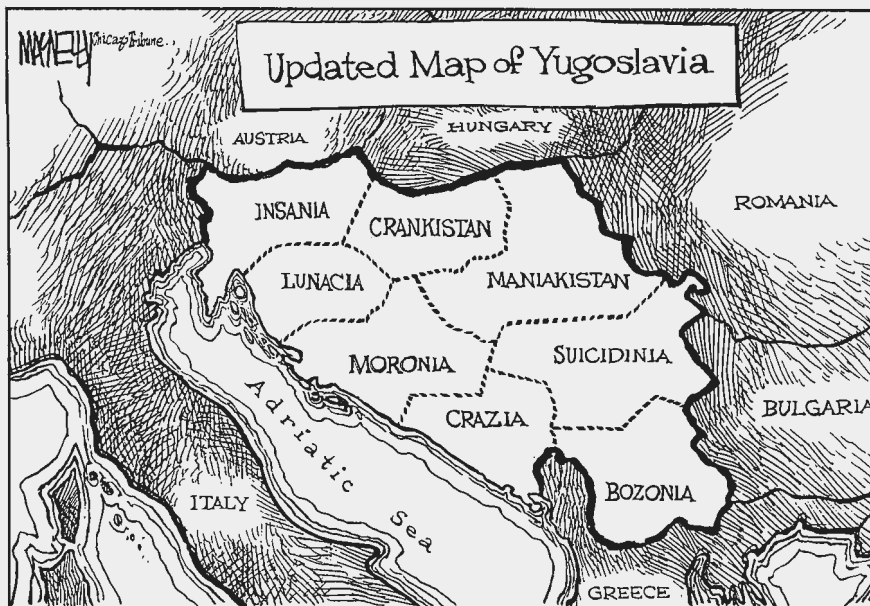 MACNELLY Chicago Tribune..
Updated Map of Yugoslavia
AUSTRIA
HUNGARY
ROMANIA
INSANIA
CRANKISTAN
LUNACIA
MANIAKISTAN
MORONIA
SUICIDINIA
CRAZIA
BULGARIA
BOZONIA
Adriatic
Sea
ITALY
GREECE